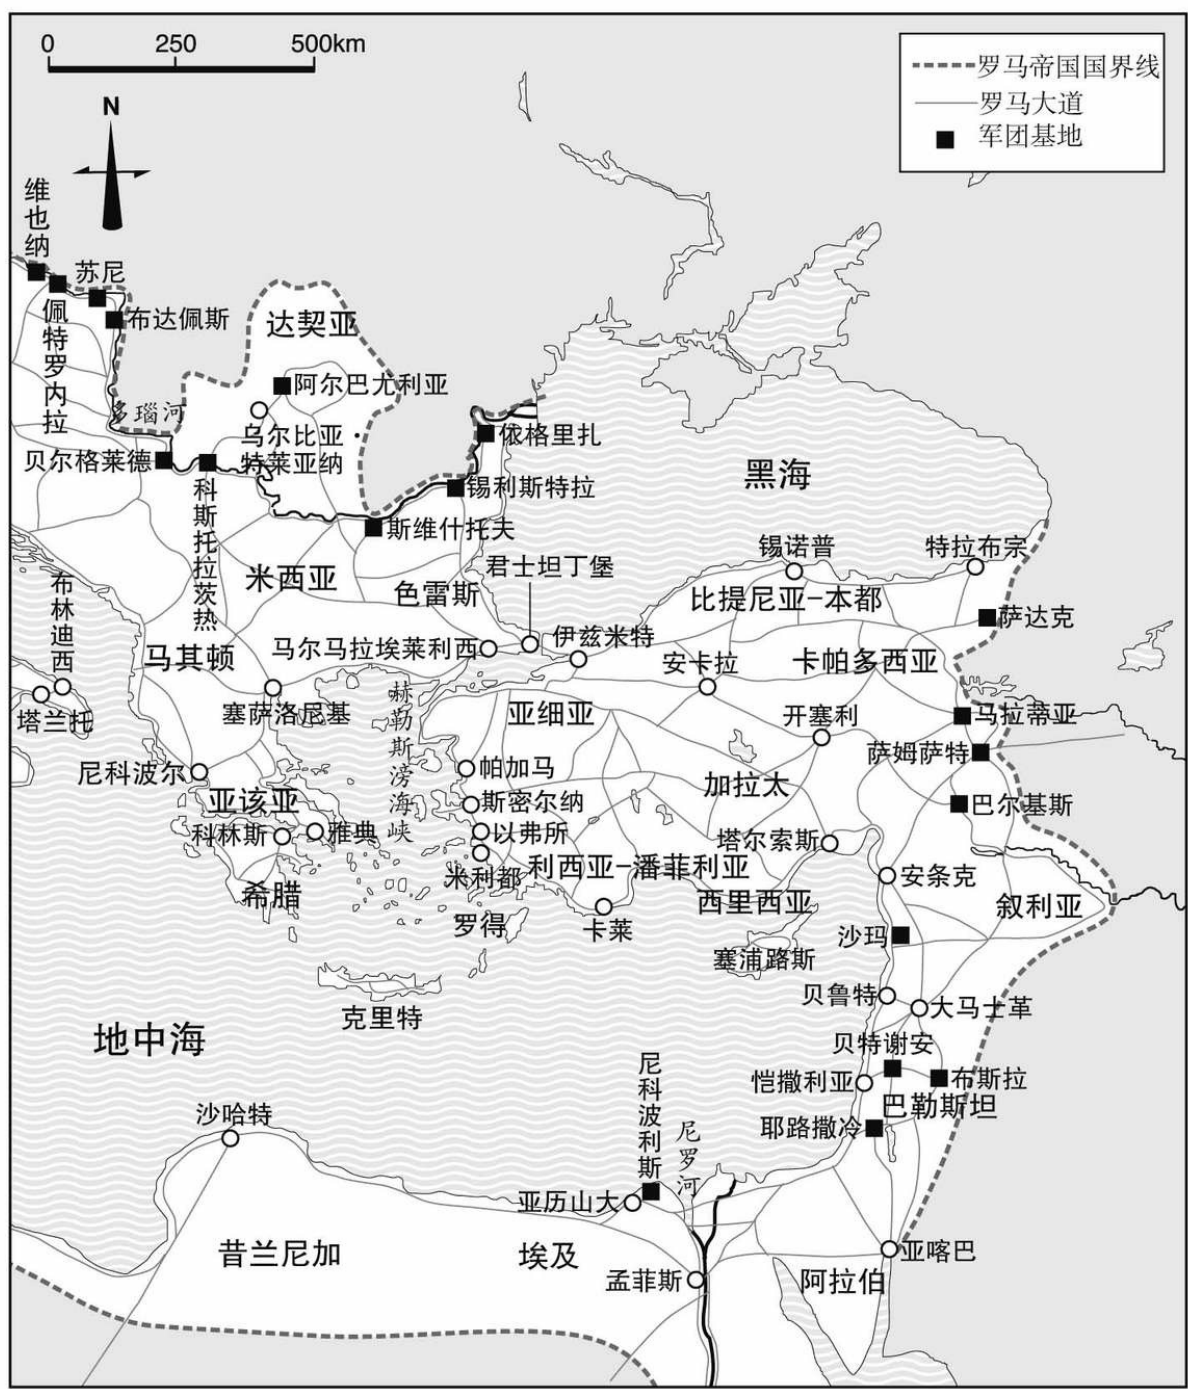 0 250 500km
N
罗马帝国国界线
罗马大道
军团基地
维也纳
苏尼
佩特罗内拉
布达佩斯
达契亚
阿尔巴尤利亚
多瑙河
乌尔比亚·
特莱亚纳
依格里扎
贝尔格莱德
锡利斯特拉
黑海
科斯托拉茨热
斯维什托夫
锡诺普
特拉布宗
君士坦丁堡
米西亚
色雷斯
布林迪西
比提尼亚-本都
萨达克
马其顿
马尔马拉埃莱利西
伊兹米特
安卡拉
卡帕多西亚
塔兰托
塞萨洛尼基
赫勒斯滂海峡
亚细亚
开塞利
马拉蒂亚
萨姆萨特
尼科波尔
帕加马
加拉太
亚该亚
斯密尔纳
巴尔基斯
科林斯
雅典
以弗所
塔尔索斯
米利都
利西亚-潘菲利亚
安条克
希腊
西里西亚
叙利亚
罗得
卡莱
沙玛
塞浦路斯
贝鲁特
大马士革
克里特
地中海
贝特谢安
尼科波利斯
恺撒利亚
布斯拉
巴勒斯坦
沙哈特
耶路撒冷
尼罗河
亚历山大
昔兰尼加
埃及
亚喀巴
孟菲斯
阿拉伯